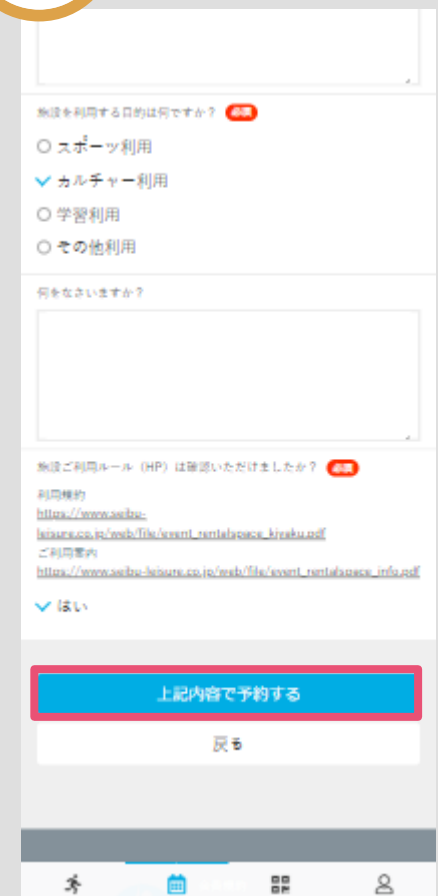 施設を利用する目的は何ですか？ 必須
スポーツ利用
カルチャー利用
学習利用
その他利用
何をなさいますか？
施設ご利用ルール（HP）は確認いただけましたか？ 必須
利用規約
https://www.seibu-
leisure.co.jp/web/file/event_rentalspace_kiyaku.pdf
ご利用案内
https://www.seibu-leisure.co.jp/web/file/event_rentalspace_info.pdf
はい
上記内容で予約する
戻る